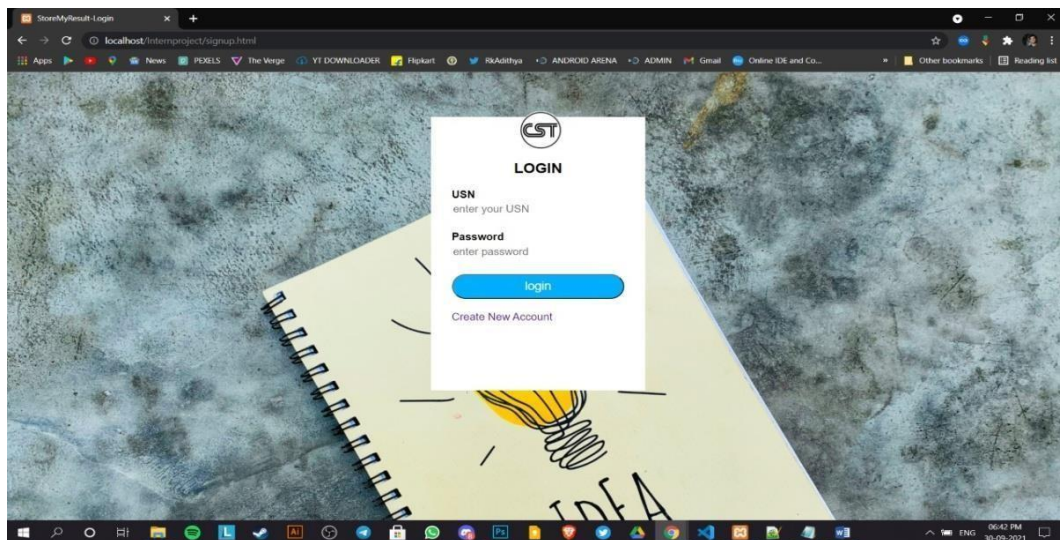 StoreMyResult-Login
localhost/Internproject/signup.html
Apps
News
PEXELS
The Verge
YT DOWNLOADER
Flipkart
RkAdithya
ANDROID ARENA
ADMIN
Gmail
Online IDE and Co...
»
Other bookmarks
Reading list
CST
LOGIN
USN
enter your USN
Password
enter password
login
Create New Account
IDEA
L
Ai
Ps
ENG
06:42 PM
30-09-2021